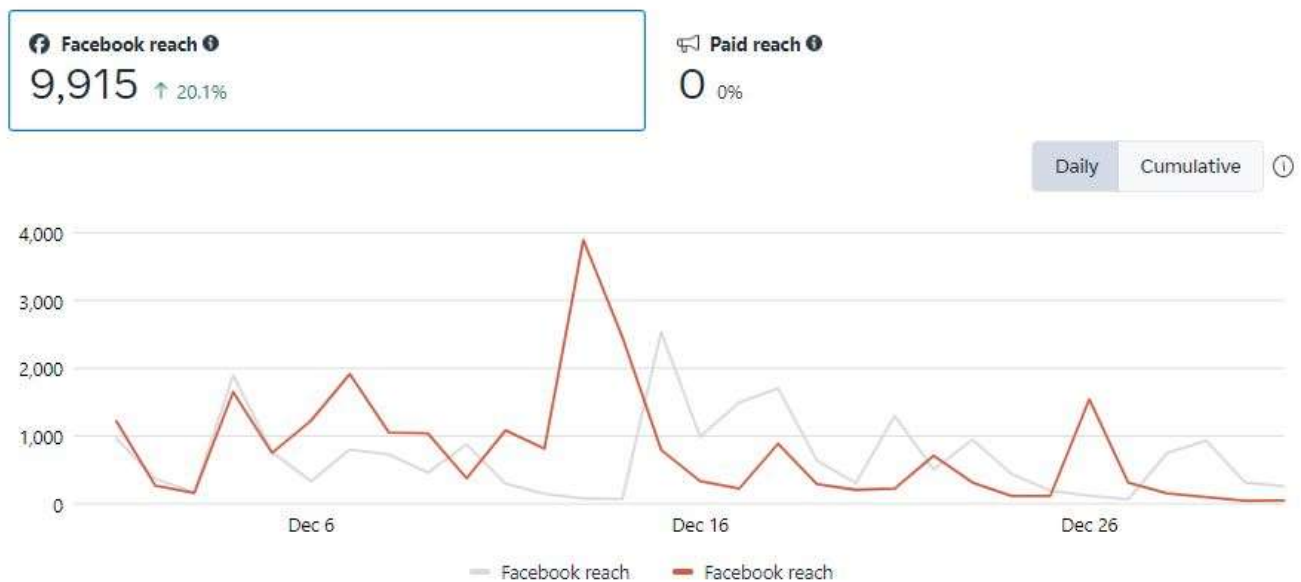 Facebook reach
9,915 ↑ 20.1%
Paid reach
0 0%
Daily Cumulative
4,000
3,000
2,000
1,000
0
Dec 6 Dec 16 Dec 26
Facebook reach Facebook reach